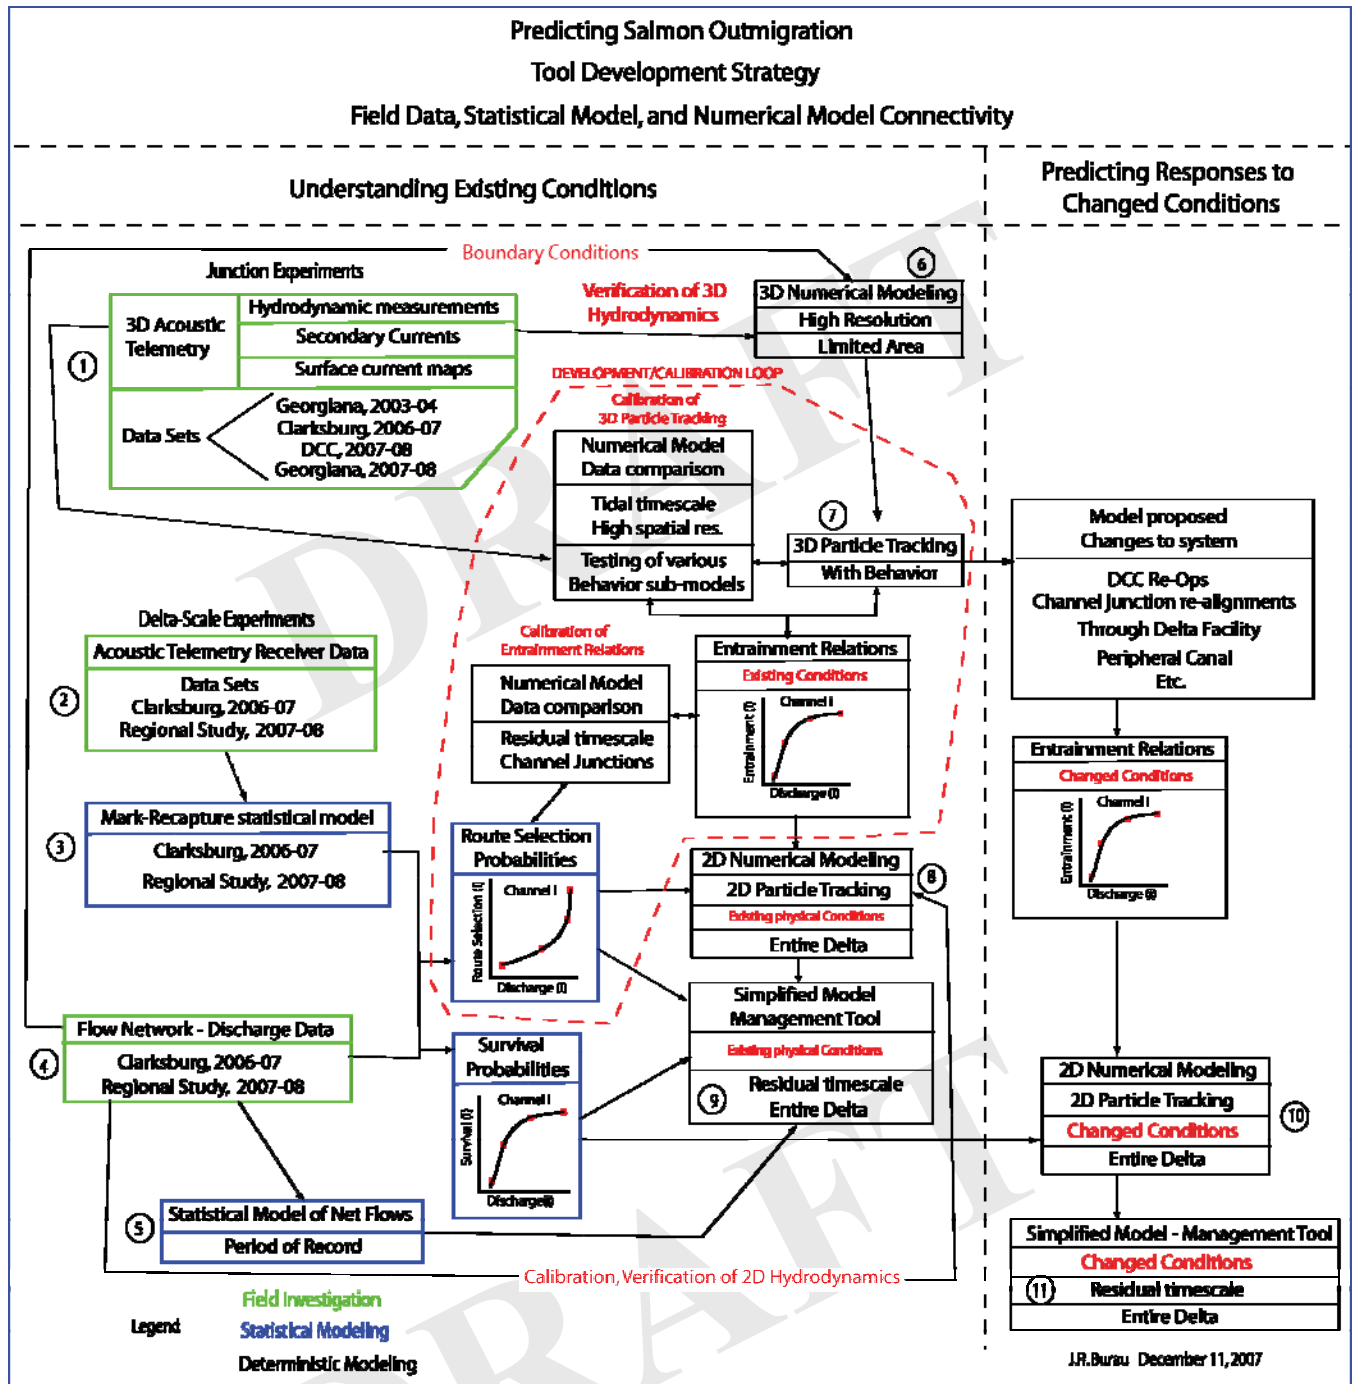 Predicting Salmon Outmigration
Tool Development Strategy
Field Data, Statistical Model, and Numerical Model Connectivity
Understanding Existing Conditions
Predicting Responses to
Changed Conditions
Boundary Conditions
Junction Experiments
1
3D Acoustic
Telemetry
Hydrodynamic measurements
Secondary Currents
Surface current maps
Data Sets
Georgiana, 2003-04
Clarksburg, 2006-07
DCC, 2007-08
Georgiana, 2007-08
Verification of 3D
Hydrodynamics
6
3D Numerical Modeling
High Resolution
Limited Area
DEVELOPMENT/CALIBRATION LOOP
Calibration of
3D Particle Tracking
Numerical Model
Data comparison
Tidal timescale
High spatial res.
Testing of various
Behavior sub-models
7
3D Particle Tracking
With Behavior
Model proposed
Changes to system
DCC Re-Ops
Channel Junction re-alignments
Through Delta Facility
Peripheral Canal
Etc.
Delta-Scale Experiments
2
Acoustic Telemetry Receiver Data
Data Sets
Clarksburg, 2006-07
Regional Study, 2007-08
Calibration of
Entrainment Relations
Numerical Model
Data comparison
Residual timescale
Channel Junctions
Entrainment Relations
Existing Conditions
Channel i
Entrainment (i)
Discharge (i)
Entrainment Relations
Changed Conditions
Channel i
Entrainment (i)
Discharge (i)
3
Mark-Recapture statistical model
Clarksburg, 2006-07
Regional Study, 2007-08
Route Selection
Probabilities
Channel i
Route Selection (i)
Discharge (i)
8
2D Numerical Modeling
2D Particle Tracking
Existing physical Conditions
Entire Delta
Simplified Model
Management Tool
Existing physical Conditions
9
Residual timescale
Entire Delta
4
Flow Network - Discharge Data
Clarksburg, 2006-07
Regional Study, 2007-08
Survival
Probabilities
Channel i
Survival (i)
Discharge(i)
10
2D Numerical Modeling
2D Particle Tracking
Changed Conditions
Entire Delta
5
Statistical Model of Net Flows
Period of Record
Calibration, Verification of 2D Hydrodynamics
Simplified Model - Management Tool
Changed Conditions
11
Residual timescale
Entire Delta
Legend
Field Investigation
Statistical Modeling
Deterministic Modeling
J.R.Burau December 11, 2007
DRAFT
DRAFT
DRAFT